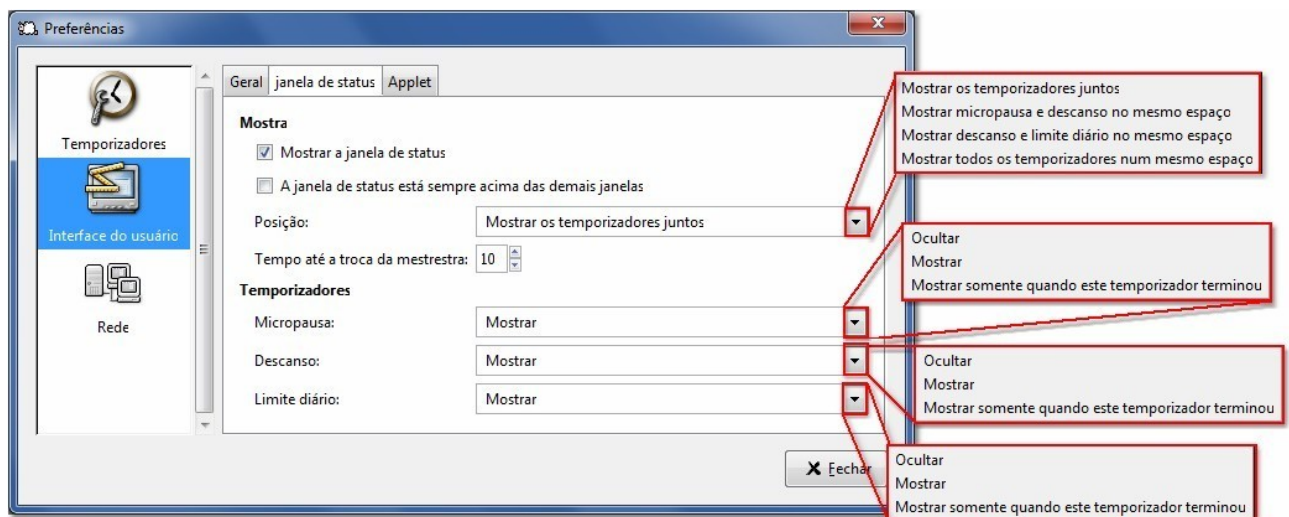 Preferências
Temporizadores
Interface do usuário
Rede
Geral janela de status Applet
Mostra
Mostrar a janela de status
A janela de status está sempre acima das demais janelas
Posição: Mostrar os temporizadores juntos
Tempo até a troca da mestrestra: 10
Temporizadores
Micropausa: Mostrar
Descanso: Mostrar
Limite diário: Mostrar
Fechar
Mostrar os temporizadores juntos
Mostrar micropausa e descanso no mesmo espaço
Mostrar descanso e limite diário no mesmo espaço
Mostrar todos os temporizadores num mesmo espaço
Ocultar
Mostrar
Mostrar somente quando este temporizador terminou
Ocultar
Mostrar
Mostrar somente quando este temporizador terminou
Ocultar
Mostrar
Mostrar somente quando este temporizador terminou